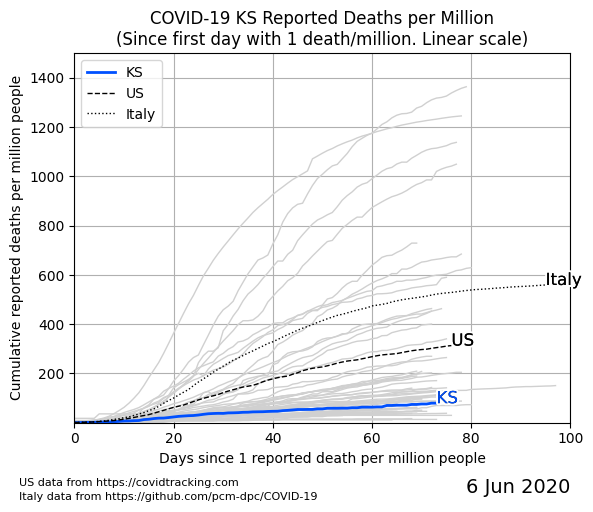 COVID-19 KS Reported Deaths per Million
(Since first day with 1 death/million. Linear scale)
Cumulative reported deaths per million people
1400
1200
1000
800
600
400
200
KS
US
Italy
Italy
US
KS
0
20
40
60
80
100
Days since 1 reported death per million people
US data from https://covidtracking.com
Italy data from https://github.com/pcm-dpc/COVID-19
6 Jun 2020